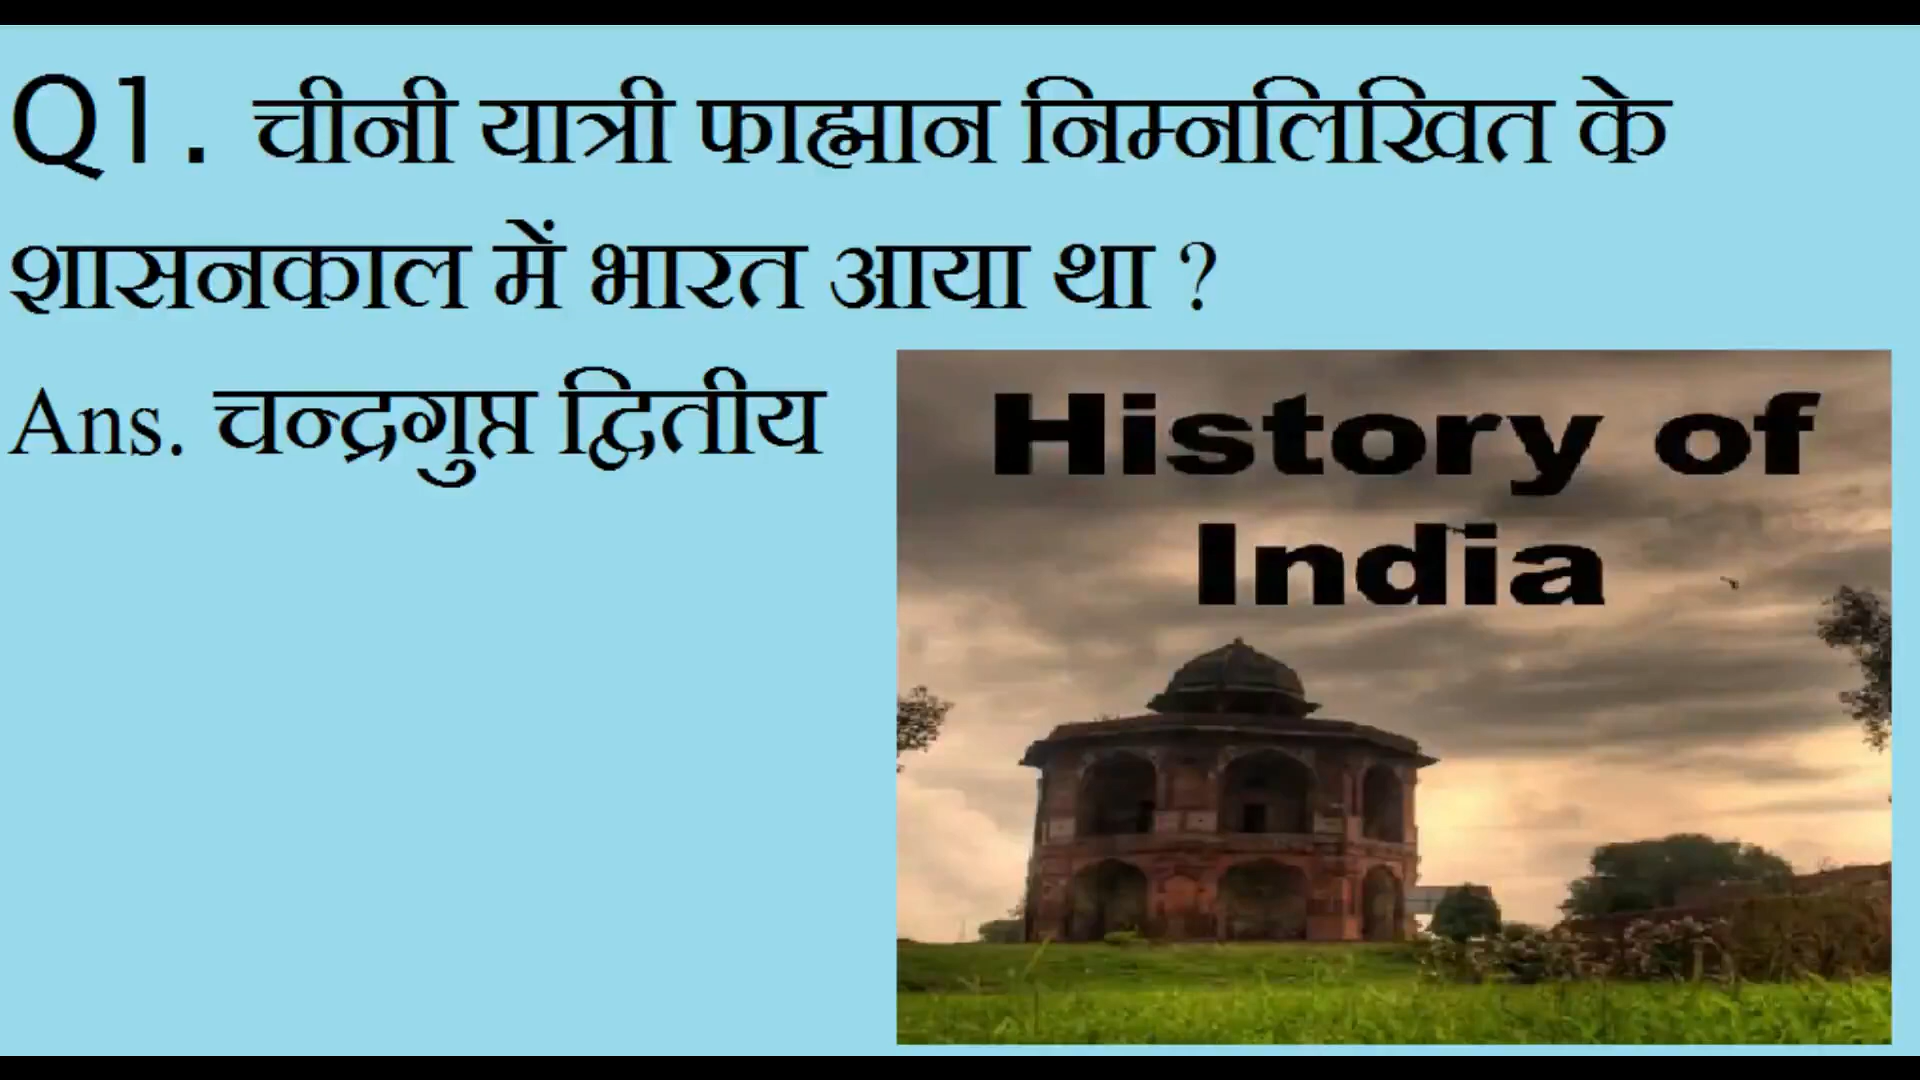 Q1. चीनी यात्री फाह्मान निम्नलिखित के
शासनकाल में भारत आया था ?
Ans. चन्द्रगुप्त द्वितीय
History of
India